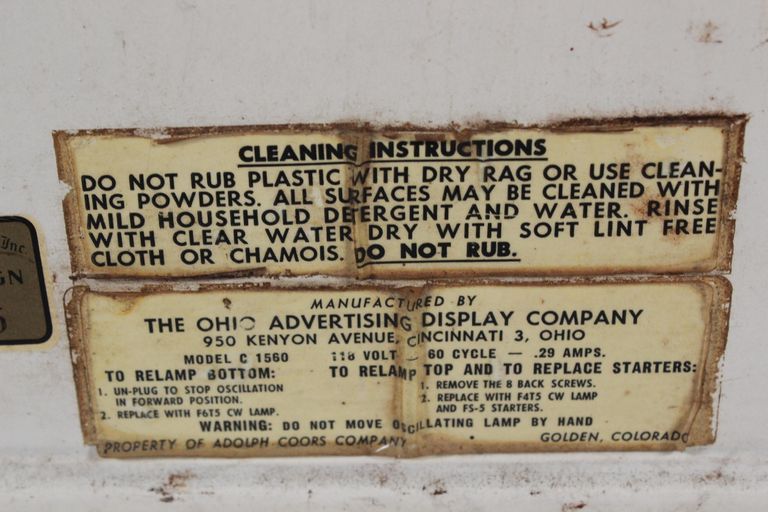 CLEANING INSTRUCTIONS
DO NOT RUB PLASTIC WITH DRY RAG OR USE CLEAN-
ING POWDERS. ALL SURFACES MAY BE CLEANED WITH
MILD HOUSEHOLD DETERGENT AND WATER. RINSE
WITH CLEAR WATER DRY WITH SOFT LINT FREE
CLOTH OR CHAMOIS. DO NOT RUB.
Inc
GN
MANUFACTURED BY
THE OHIO ADVERTISING DISPLAY COMPANY
950 KENYON AVENUE, CINCINNATI 3, OHIO
MODEL C 1560 118 VOLT - 60 CYCLE — .29 AMPS.
TO RELAMP BOTTOM:
1. UN-PLUG TO STOP OSCILLATION
IN FORWARD POSITION.
2. REPLACE WITH F6T5 CW LAMP.
TO RELAMP TOP AND TO REPLACE STARTERS:
1. REMOVE THE 8 BACK SCREWS.
2. REPLACE WITH F4T5 CW LAMP
AND FS-5 STARTERS.
WARNING: DO NOT MOVE OSCILLATING LAMP BY HAND
PROPERTY OF ADOLPH COORS COMPANY GOLDEN, COLORADO